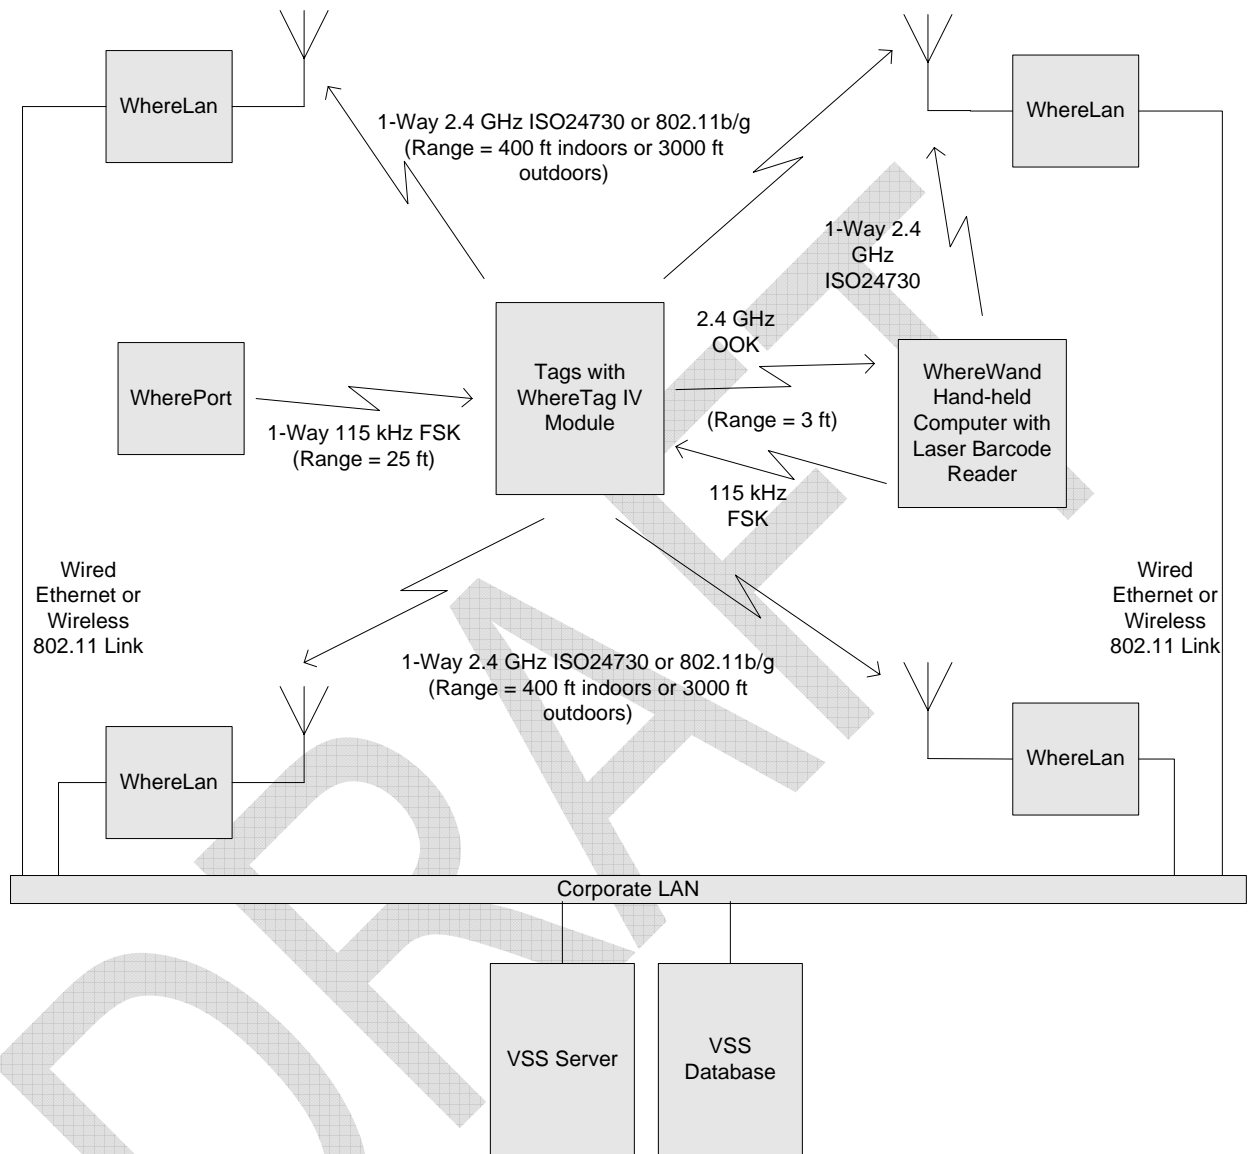 WhereLan
1-Way 2.4 GHz ISO24730 or 802.11b/g
(Range = 400 ft indoors or 3000 ft
outdoors)
WhereLan
1-Way 2.4
GHz
ISO24730
WherePort
1-Way 115 kHz FSK
(Range = 25 ft)
Tags with
WhereTag IV
Module
2.4 GHz
OOK
(Range = 3 ft)
115 kHz
FSK
WhereWand
Hand-held
Computer with
Laser Barcode
Reader
Wired
Ethernet or
Wireless
802.11 Link
Wired
Ethernet or
Wireless
802.11 Link
1-Way 2.4 GHz ISO24730 or 802.11b/g
(Range = 400 ft indoors or 3000 ft
outdoors)
WhereLan
WhereLan
Corporate LAN
VSS Server
VSS
Database
DRAFT